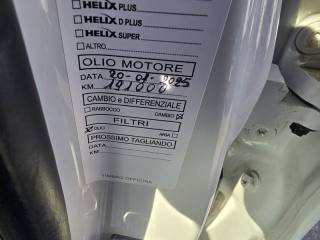 HELIX PLUS
HELIX D PLUS
HELIX SUPER
ALTRO
OLIO MOTORE
DATA 20-01-2025
KM 191000
CAMBIO e DIFFERENZIALE
RABBOCCO CAMBIO
FILTRI
OLIO ARIA
PROSSIMO TAGLIANDO
DATA
KM
TIMBRO OFFICINA